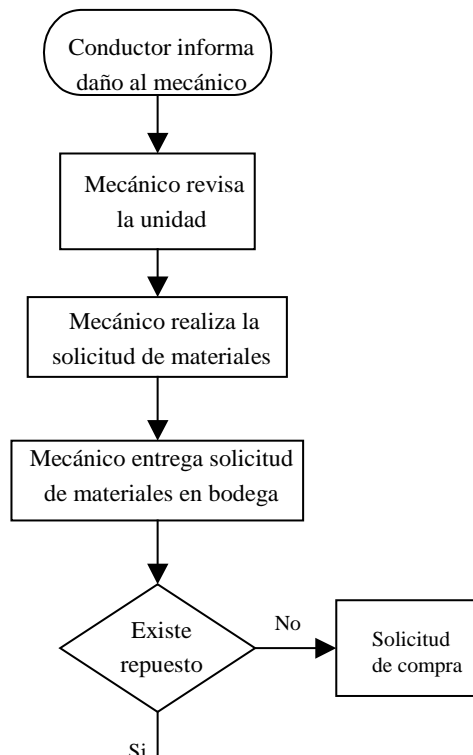 Conductor informa
daño al mecánico
Mecánico revisa
la unidad
Mecánico realiza la
solicitud de materiales
Mecánico entrega solicitud
de materiales en bodega
Existe
repuesto
No
Solicitud
de compra
Si